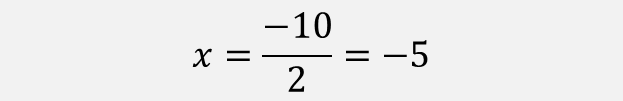 x = −10/2 = −5